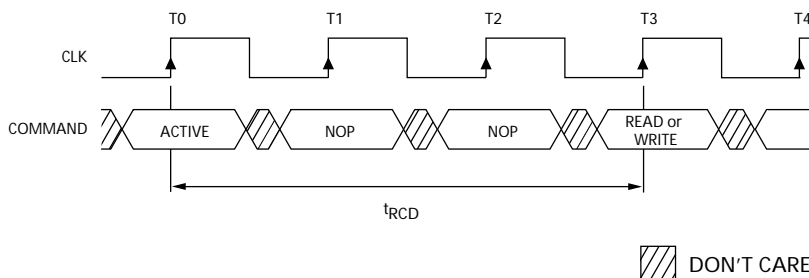 T0 T1 T2 T3 T4
CLK
COMMAND ACTIVE NOP NOP READ or
WRITE
tRCD
DON'T CARE